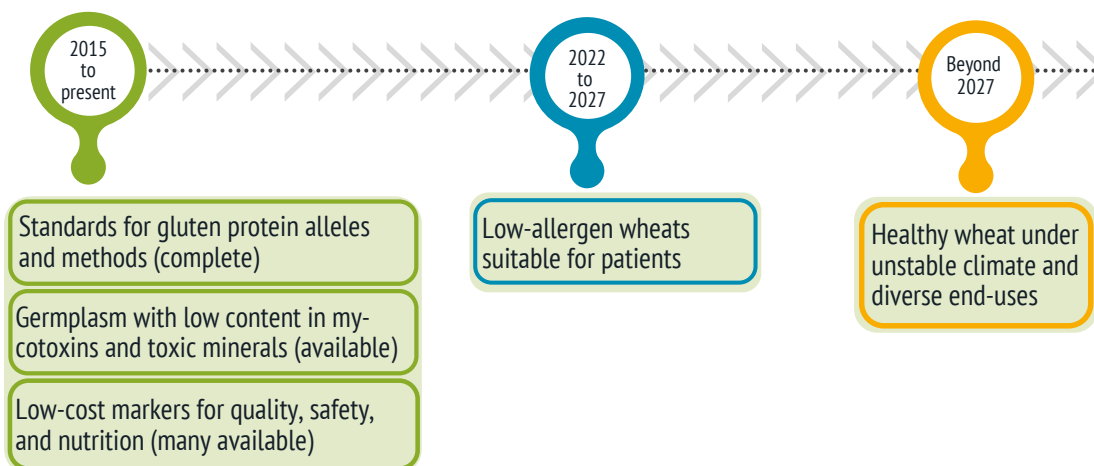 2015
to
present
2022
to
2027
Beyond
2027
Standards for gluten protein alleles
and methods (complete)
Germplasm with low content in my-
cotoxins and toxic minerals (available)
Low-cost markers for quality, safety,
and nutrition (many available)
Low-allergen wheats
suitable for patients
Healthy wheat under
unstable climate and
diverse end-uses